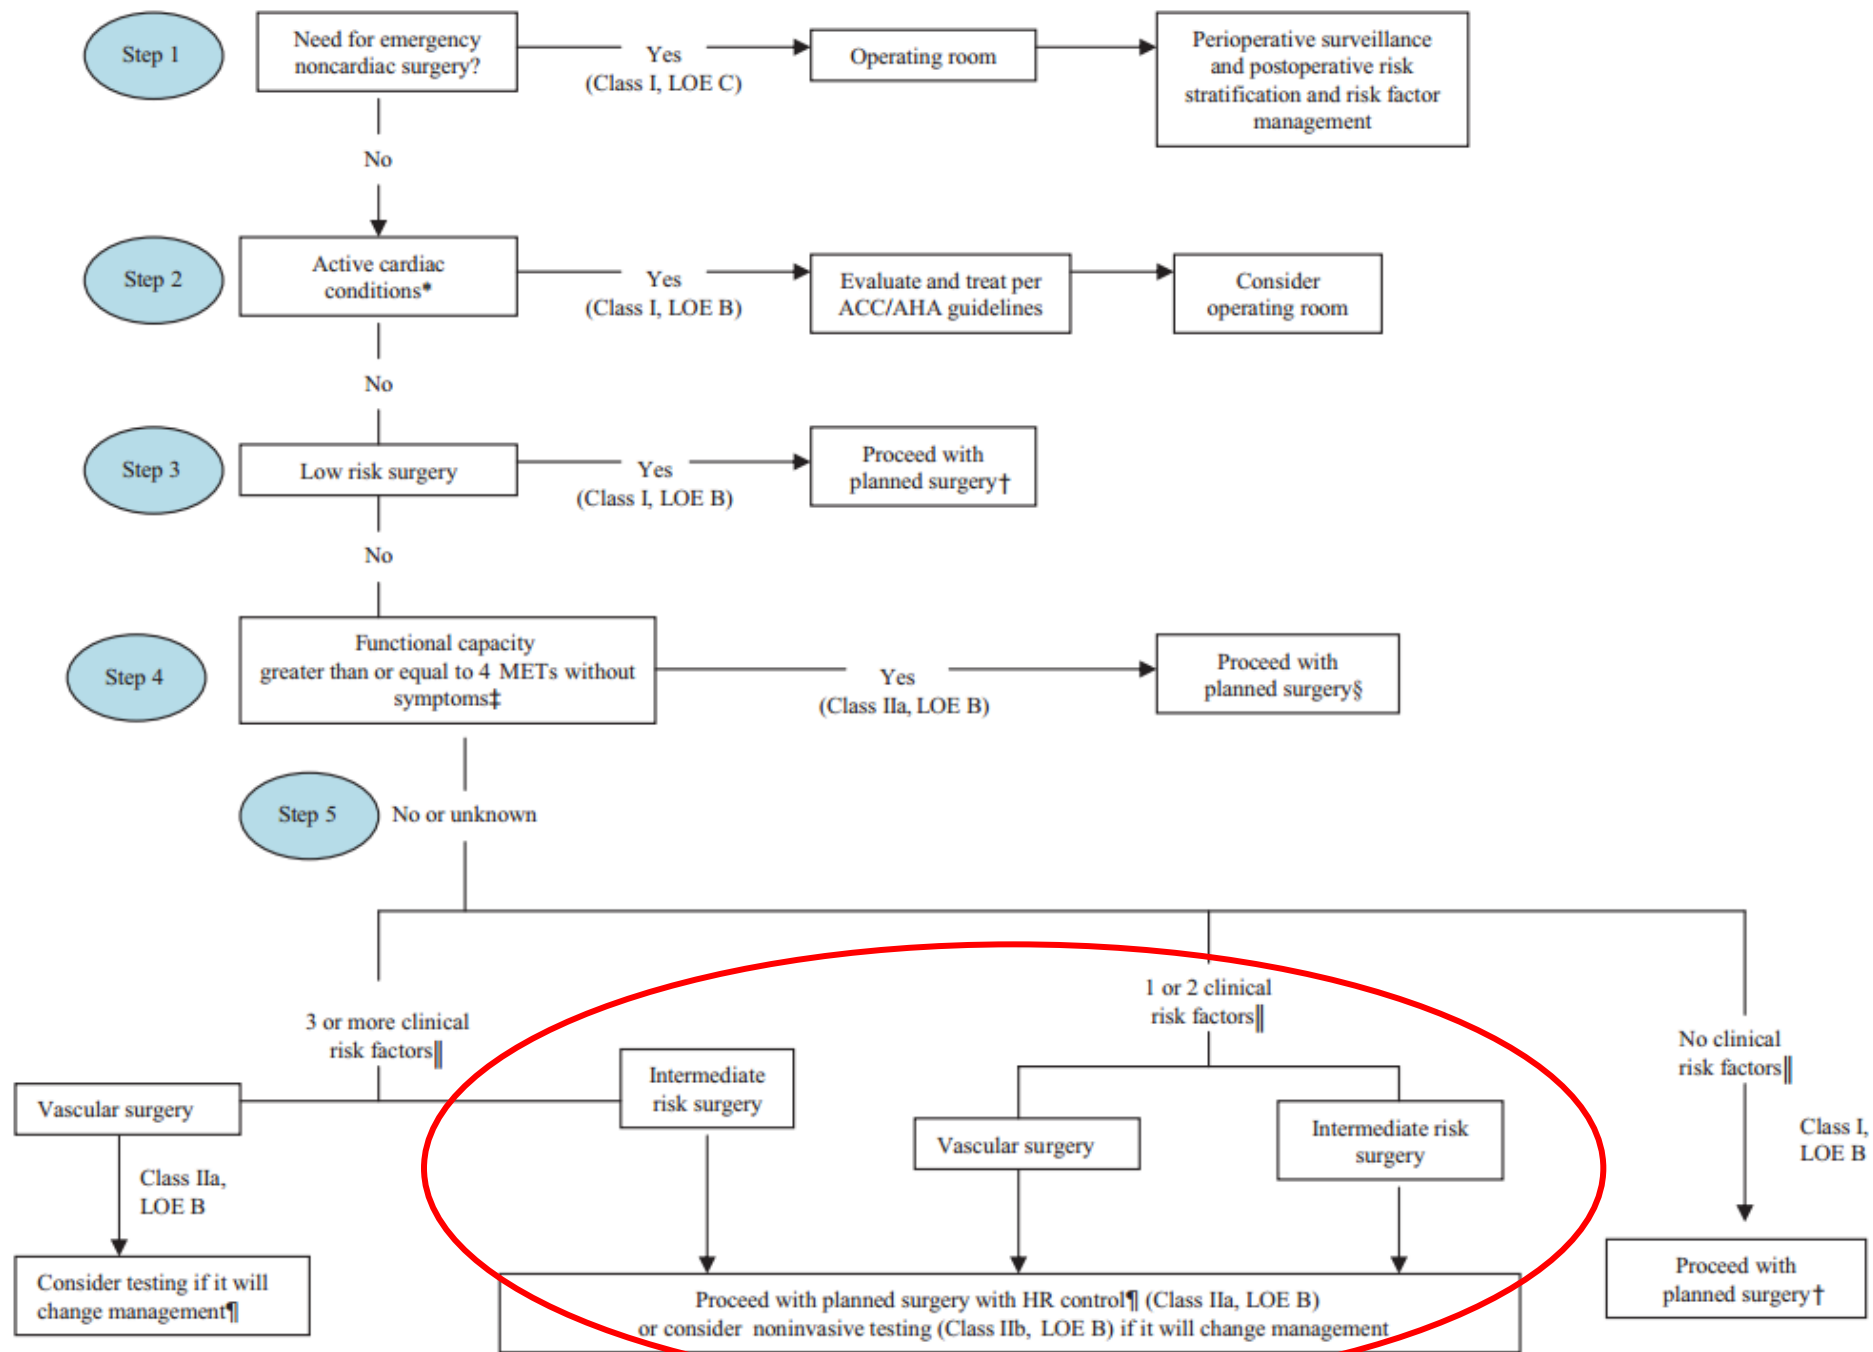 Step 1
Need for emergency
noncardiac surgery?
Yes
(Class I, LOE C)
Operating room
Perioperative surveillance
and postoperative risk
stratification and risk factor
management
No
Step 2
Active cardiac
conditions*
Yes
(Class I, LOE B)
Evaluate and treat per
ACC/AHA guidelines
Consider
operating room
No
Step 3
Low risk surgery
Yes
(Class I, LOE B)
Proceed with
planned surgery†
No
Step 4
Functional capacity
greater than or equal to 4 METs without
symptoms‡
Yes
(Class IIa, LOE B)
Proceed with
planned surgery§
Step 5
No or unknown
3 or more clinical
risk factors‖
1 or 2 clinical
risk factors‖
No clinical
risk factors‖
Vascular surgery
Intermediate
risk surgery
Vascular surgery
Intermediate risk
surgery
Class IIa,
LOE B
Class I,
LOE B
Consider testing if it will
change management¶
Proceed with planned surgery with HR control¶ (Class IIa, LOE B)
or consider noninvasive testing (Class IIb, LOE B) if it will change management
Proceed with
planned surgery†